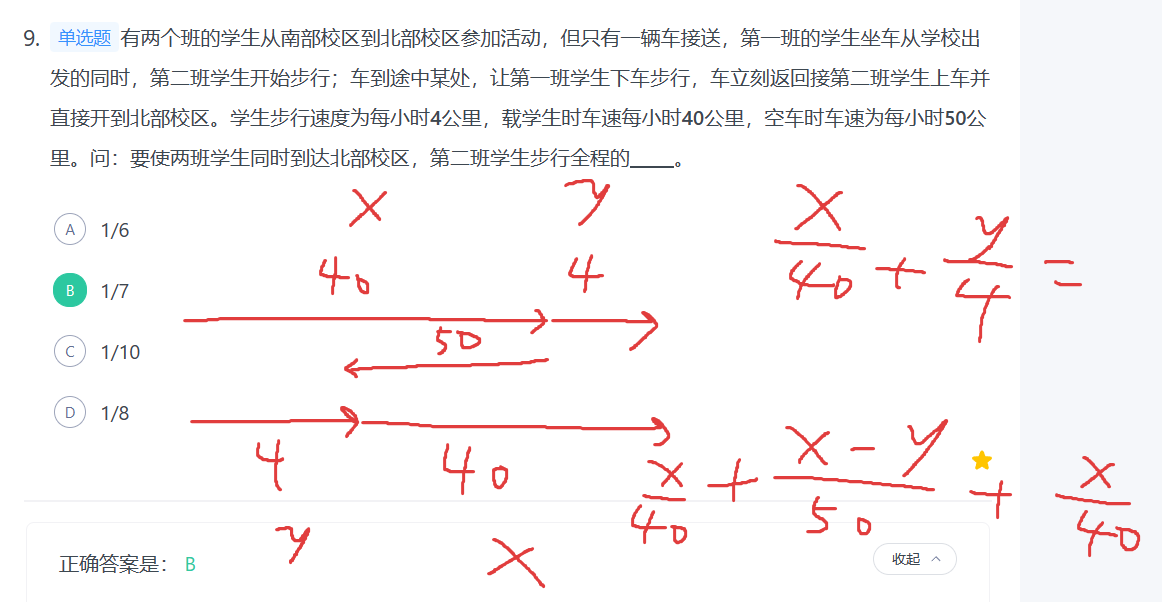 9. 单选题 有两个班的学生从南部校区到北部校区参加活动，但只有一辆车接送，第一班的学生坐车从学校出
发的同时，第二班学生开始步行；车到途中某处，让第一班学生下车步行，车立刻返回接第二班学生上车并
直接开到北部校区。学生步行速度为每小时4公里，载学生时车速每小时40公里，空车时车速为每小时50公
里。问：要使两班学生同时到达北部校区，第二班学生步行全程的_____。
x y
x/40 + y/4 =
A 1/6
40 4
B 1/7
50
C 1/10
D 1/8
4 40
x/40 + x-y/50 + x/40
y x
正确答案是： B
收起